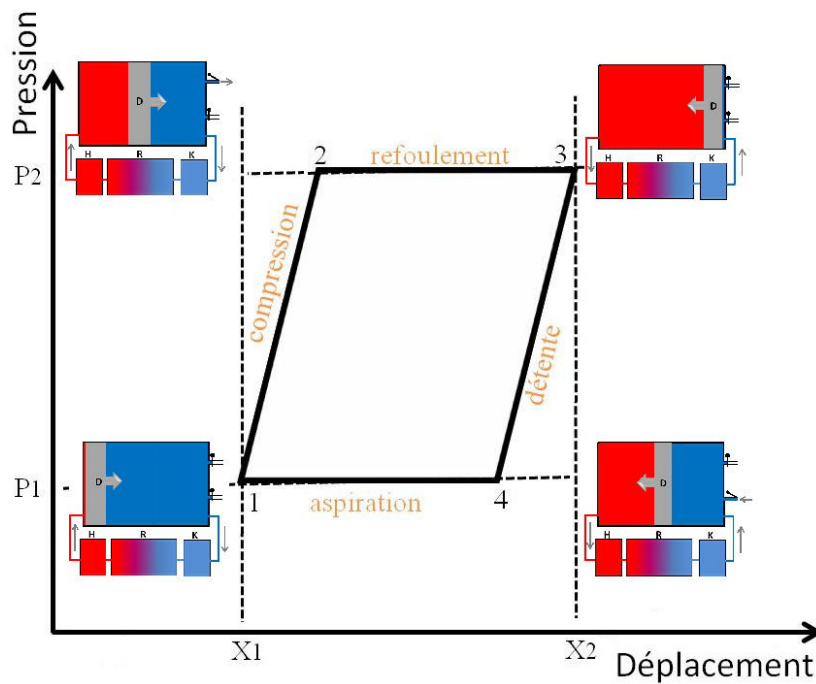 Pression
D
H R K
D
H R K
P2
2
refoulement
3
compression
détente
D
H R K
D
H R K
P1
1
aspiration
4
X1
X2
Déplacement